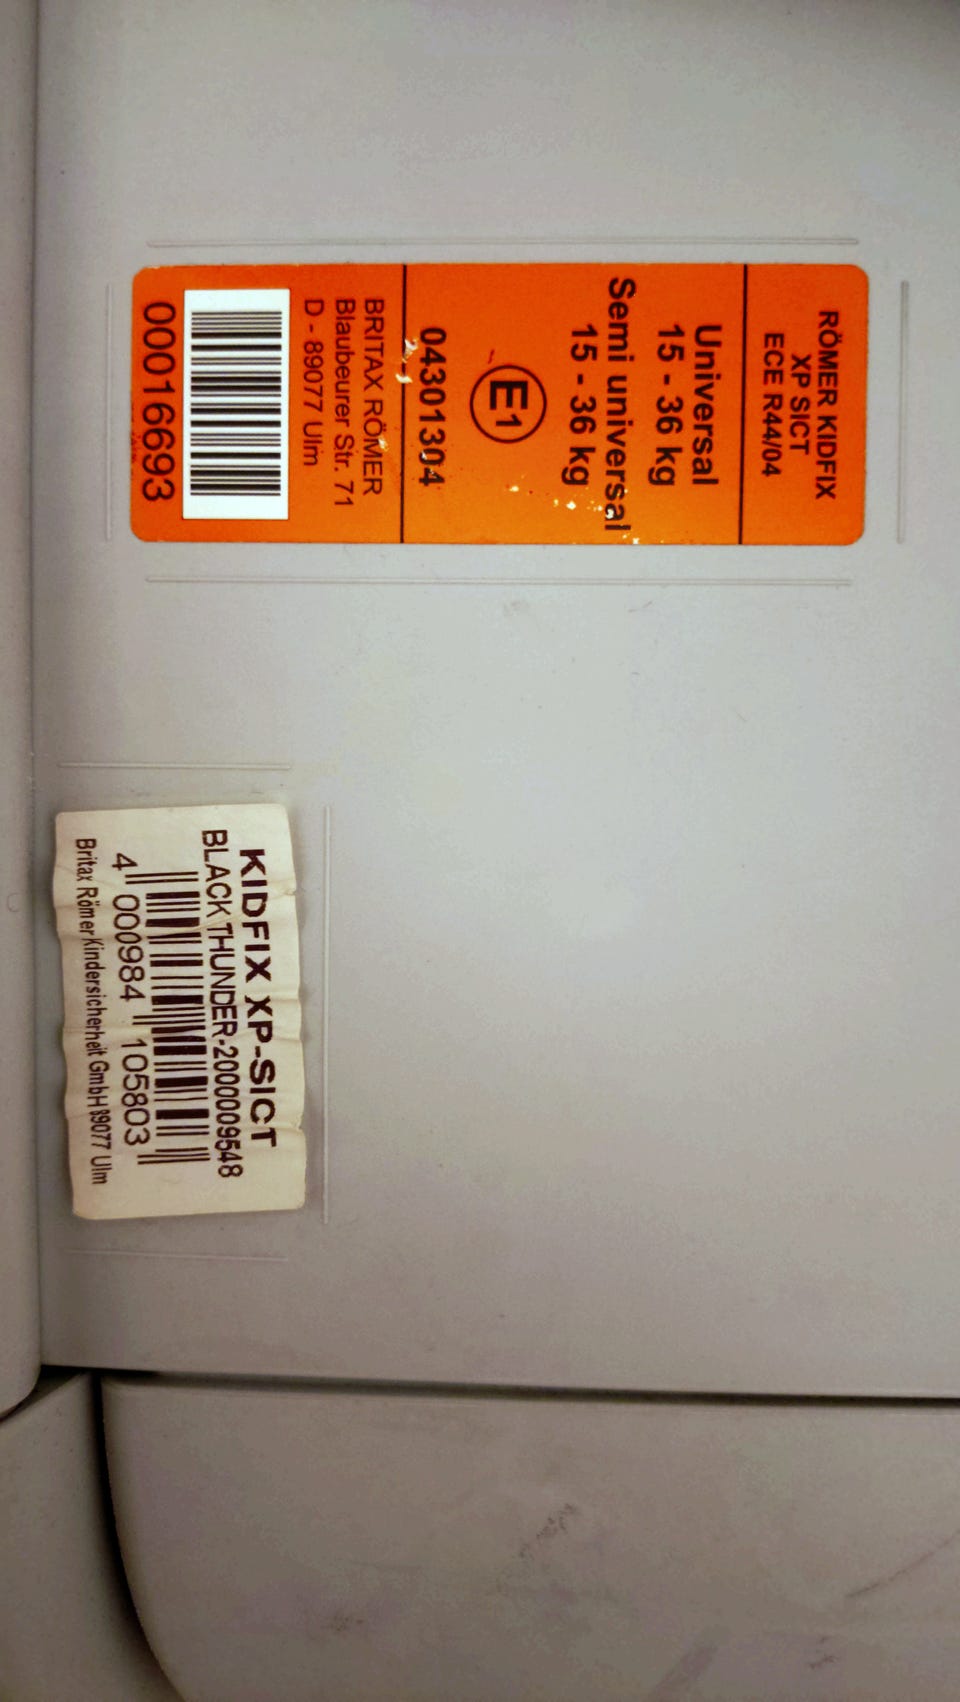 RÖMER KIDFIX
XP SICT
ECE R44/04
Universal
15 - 36 kg
Semi universal
15 - 36 kg
E1
04301304
BRITAX RÖMER
Blaubeurer Str. 71
D - 89077 Ulm
00016693
KIDFIX XP-SICT
BLACK THUNDER-2000009548
4 000984 105803
Britax Römer Kindersicherheit GmbH 89077 Ulm